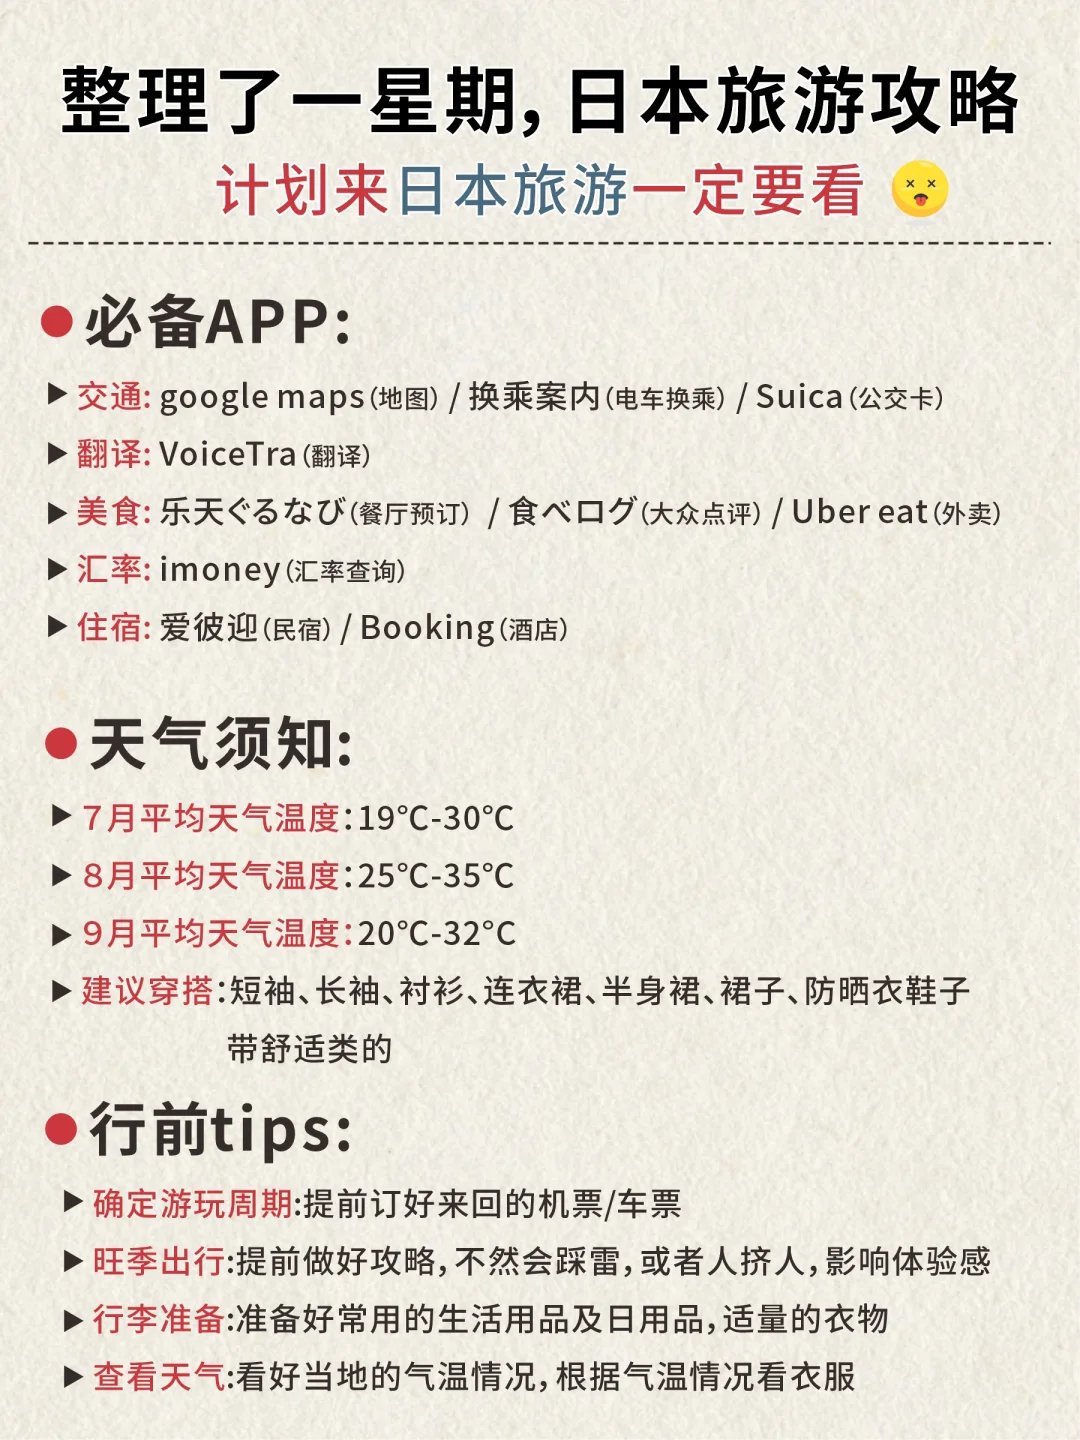 整理了一星期，日本旅游攻略
计划来日本旅游一定要看
必备APP:
交通: google maps（地图） / 换乘案内（电车换乘） / Suica（公交卡）
翻译: VoiceTra（翻译）
美食: 乐天ぐるなび（餐厅预订） / 食べログ（大众点评） / Uber eat（外卖）
汇率: imoney（汇率查询）
住宿: 爱彼迎（民宿） / Booking（酒店）
天气须知:
7月平均天气温度：19℃-30℃
8月平均天气温度：25℃-35℃
9月平均天气温度：20℃-32℃
建议穿搭：短袖、长袖、衬衫、连衣裙、半身裙、裙子、防晒衣鞋子
带舒适类的
行前tips:
确定游玩周期:提前订好来回的机票/车票
旺季出行:提前做好攻略，不然会踩雷，或者人挤人，影响体验感
行李准备:准备好常用的生活用品及日用品，适量的衣物
查看天气:看好当地的气温情况，根据气温情况看衣服